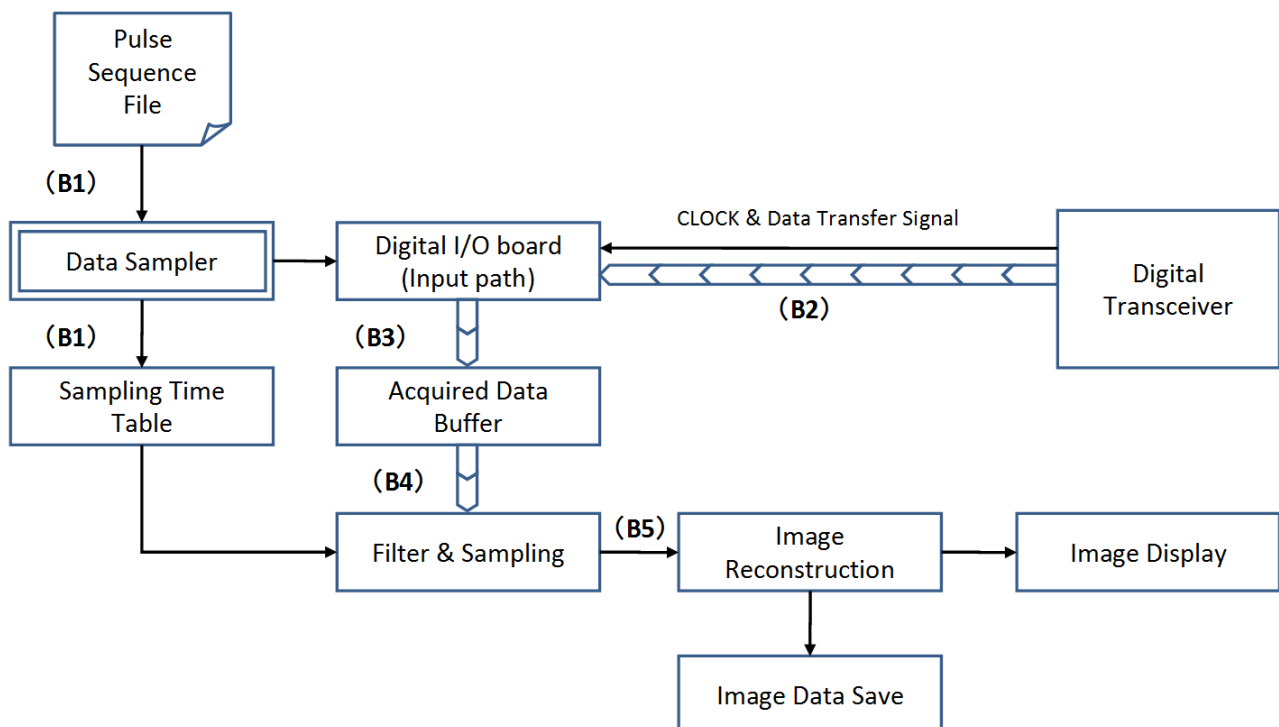 Pulse
Sequence
File
（B1）
Data Sampler
Digital I/O board
(Input path)
CLOCK & Data Transfer Signal
（B2）
Digital
Transceiver
（B1）
（B3）
Sampling Time
Table
Acquired Data
Buffer
（B4）
Filter & Sampling
（B5）
Image
Reconstruction
Image Display
Image Data Save